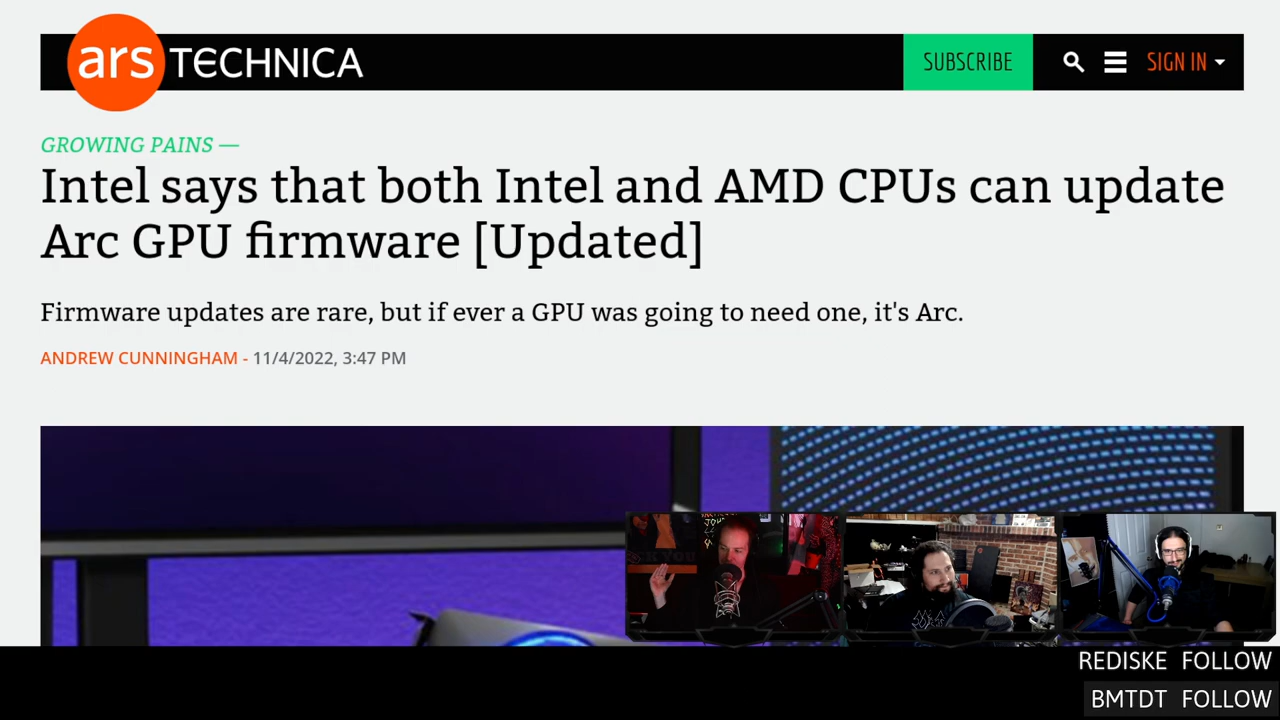 ars TECHNICA
SUBSCRIBE
SIGN IN
GROWING PAINS —
Intel says that both Intel and AMD CPUs can update
Arc GPU firmware [Updated]
Firmware updates are rare, but if ever a GPU was going to need one, it's Arc.
ANDREW CUNNINGHAM - 11/4/2022, 3:47 PM
REDISKE FOLLOW
BMTDT FOLLOW